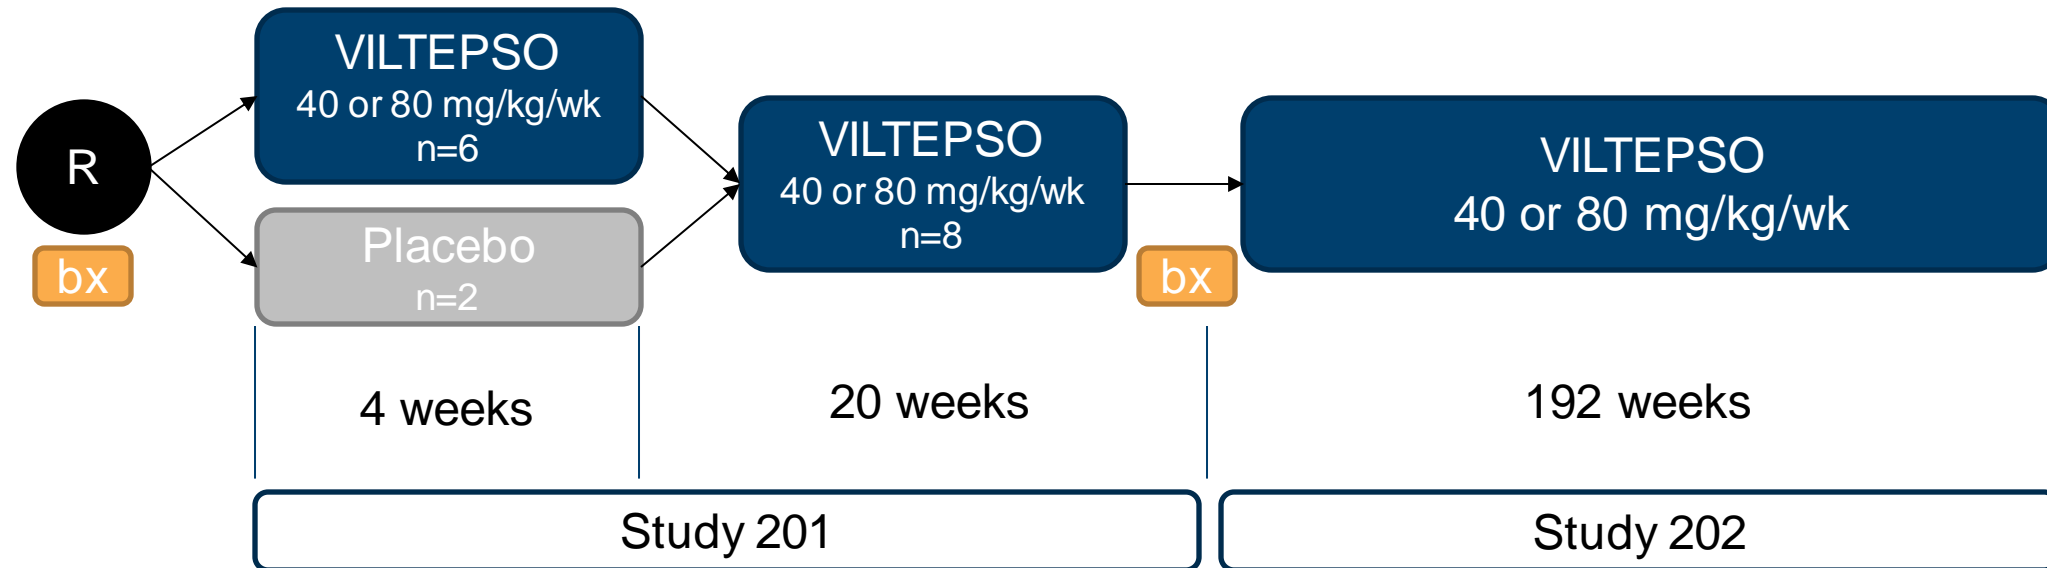 R
bx
VILTEPSO
40 or 80 mg/kg/wk
n=6
Placebo
n=2
VILTEPSO
40 or 80 mg/kg/wk
n=8
bx
VILTEPSO
40 or 80 mg/kg/wk
4 weeks
20 weeks
192 weeks
Study 201
Study 202